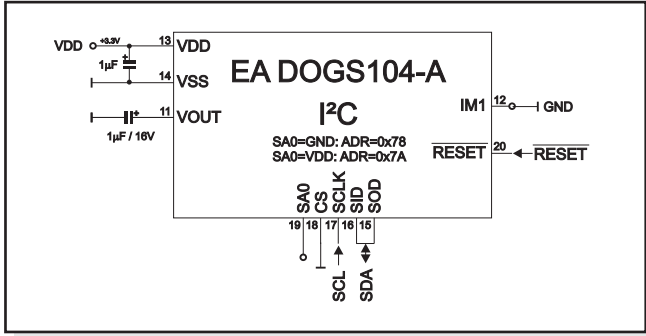 VDD +3.3V 13 VDD
1µF +
14 VSS
11 VOUT
+
1µF / 16V
EA DOGS104-A
I²C
SA0=GND: ADR=0x78
SA0=VDD: ADR=0x7A
IM1 12 GND
RESET 20 RESET
SA0 CS SCLK SID SOD
19 18 17 16 15
SCL SDA